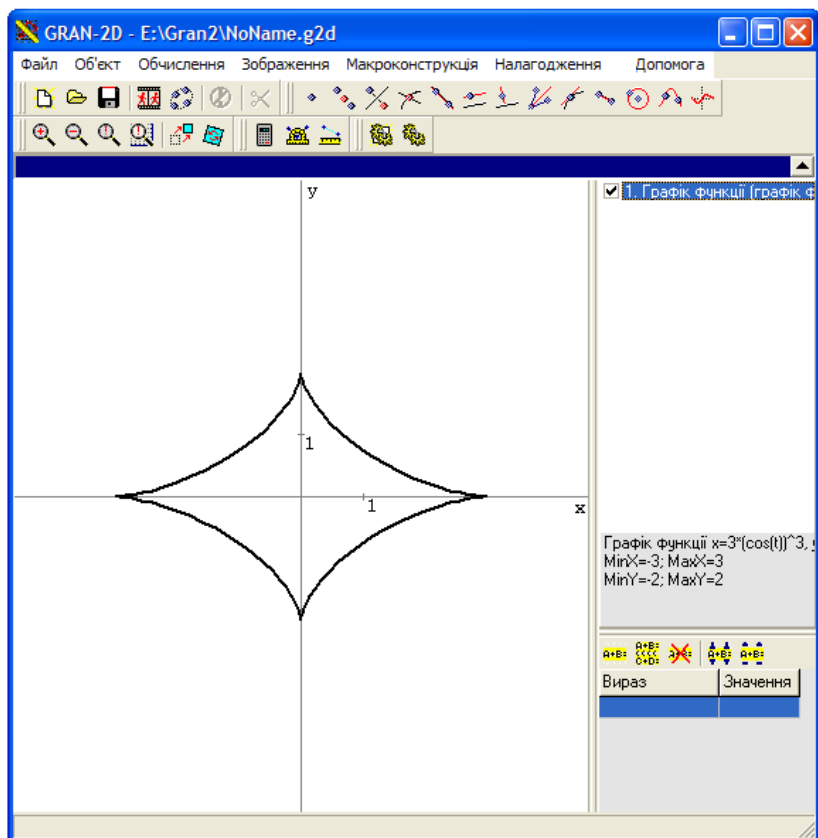 GRAN-2D - E:\Gran2\NoName.g2d
Файл Об'єкт Обчислення Зображення Макроконструкція Налагодження Допомога
y
1
1
x
1. Графік функції (графік ф
Графік функції x=3*(cos(t))^3,
MinX=-3; MaxX=3
MinY=-2; MaxY=2
A+B=
A+B=
C+D=
A+B=
A+B=
Вираз Значення